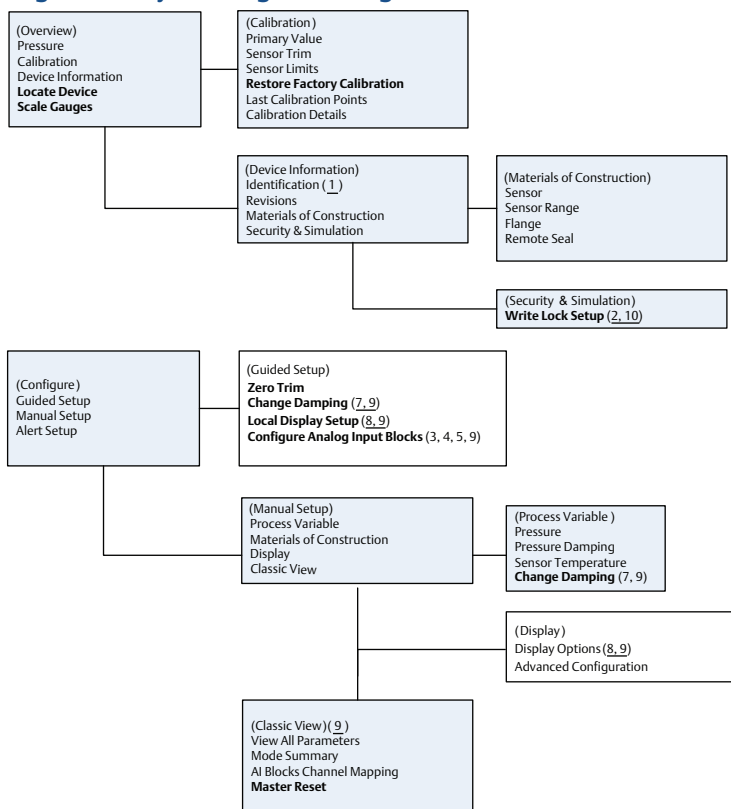 (Overview)
Pressure
Calibration
Device Information
Locate Device
Scale Gauges
(Calibration)
Primary Value
Sensor Trim
Sensor Limits
Restore Factory Calibration
Last Calibration Points
Calibration Details
(Device Information)
Identification (1)
Revisions
Materials of Construction
Security & Simulation
(Materials of Construction)
Sensor
Sensor Range
Flange
Remote Seal
(Security & Simulation)
Write Lock Setup (2, 10)
(Configure)
Guided Setup
Manual Setup
Alert Setup
(Guided Setup)
Zero Trim
Change Damping (7, 9)
Local Display Setup (8, 9)
Configure Analog Input Blocks (3, 4, 5, 9)
(Manual Setup)
Process Variable
Materials of Construction
Display
Classic View
(Process Variable)
Pressure
Pressure Damping
Sensor Temperature
Change Damping (7, 9)
(Display)
Display Options (8, 9)
Advanced Configuration
(Classic View) (9)
View All Parameters
Mode Summary
AI Blocks Channel Mapping
Master Reset